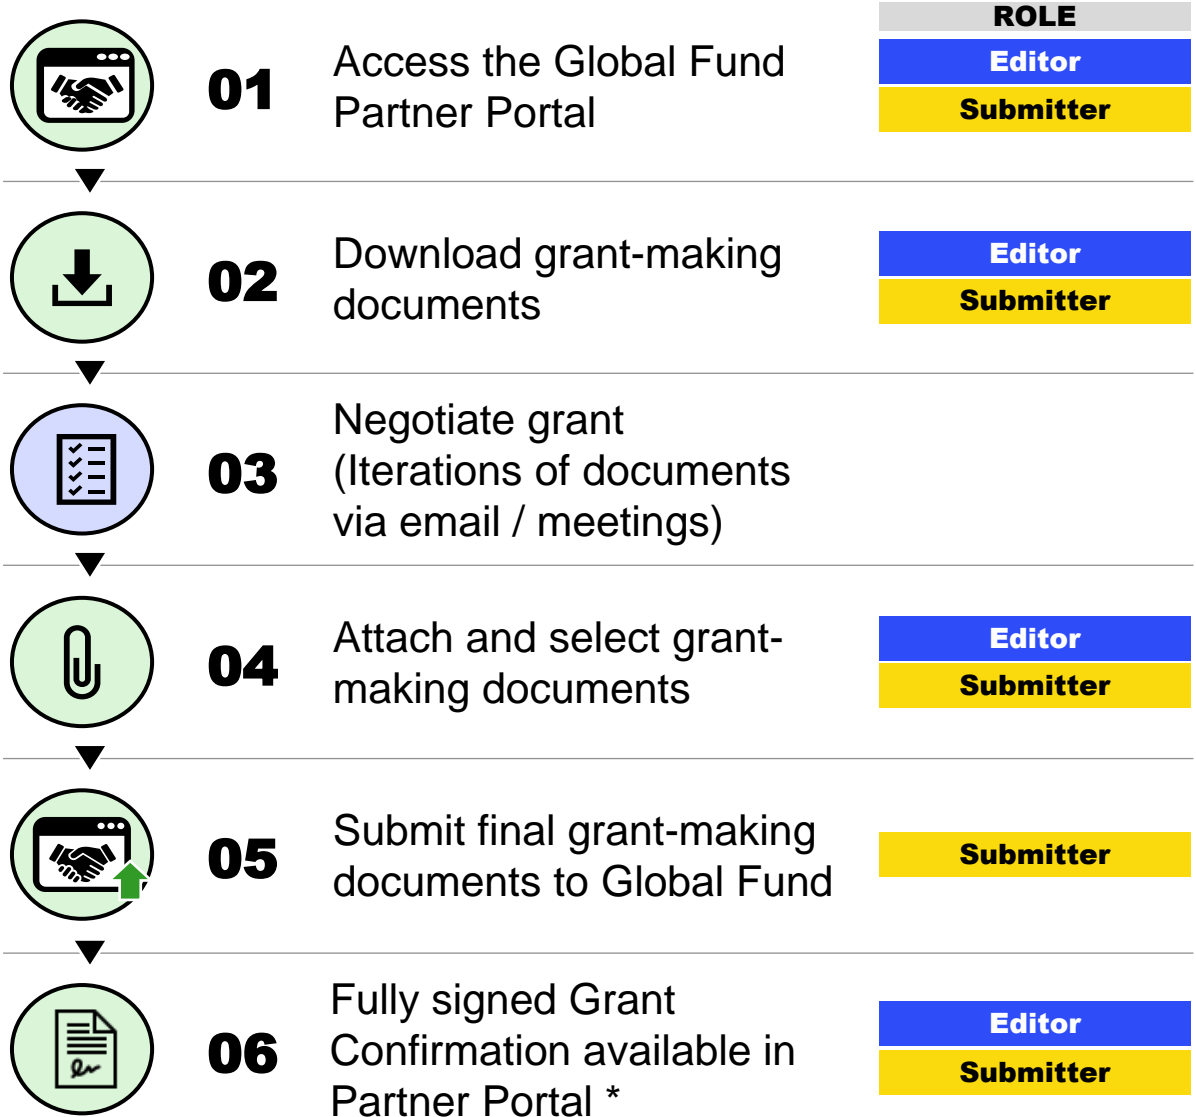 ROLE
01
Access the Global Fund
Partner Portal
Editor
Submitter
02
Download grant-making
documents
Editor
Submitter
03
Negotiate grant
(Iterations of documents
via email / meetings)
04
Attach and select grant-
making documents
Editor
Submitter
05
Submit final grant-making
documents to Global Fund
Submitter
06
Fully signed Grant
Confirmation available in
Partner Portal *
Editor
Submitter